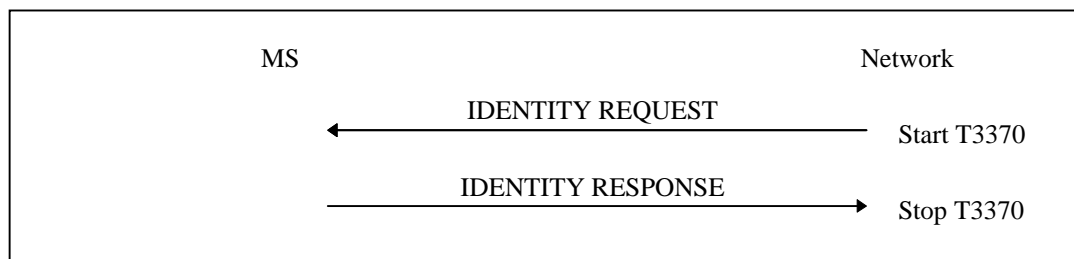 MS
Network
IDENTITY REQUEST
Start T3370
IDENTITY RESPONSE
Stop T3370